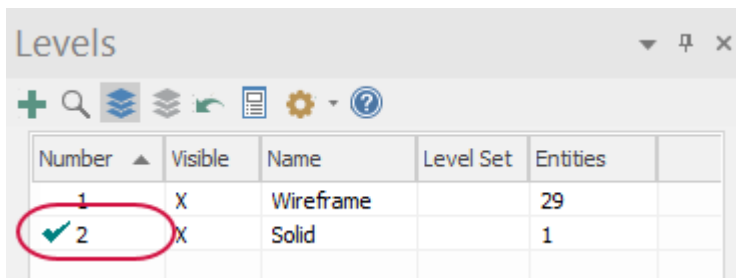 Levels
Number Visible Name Level Set Entities
1 X Wireframe 29
2 X Solid 1